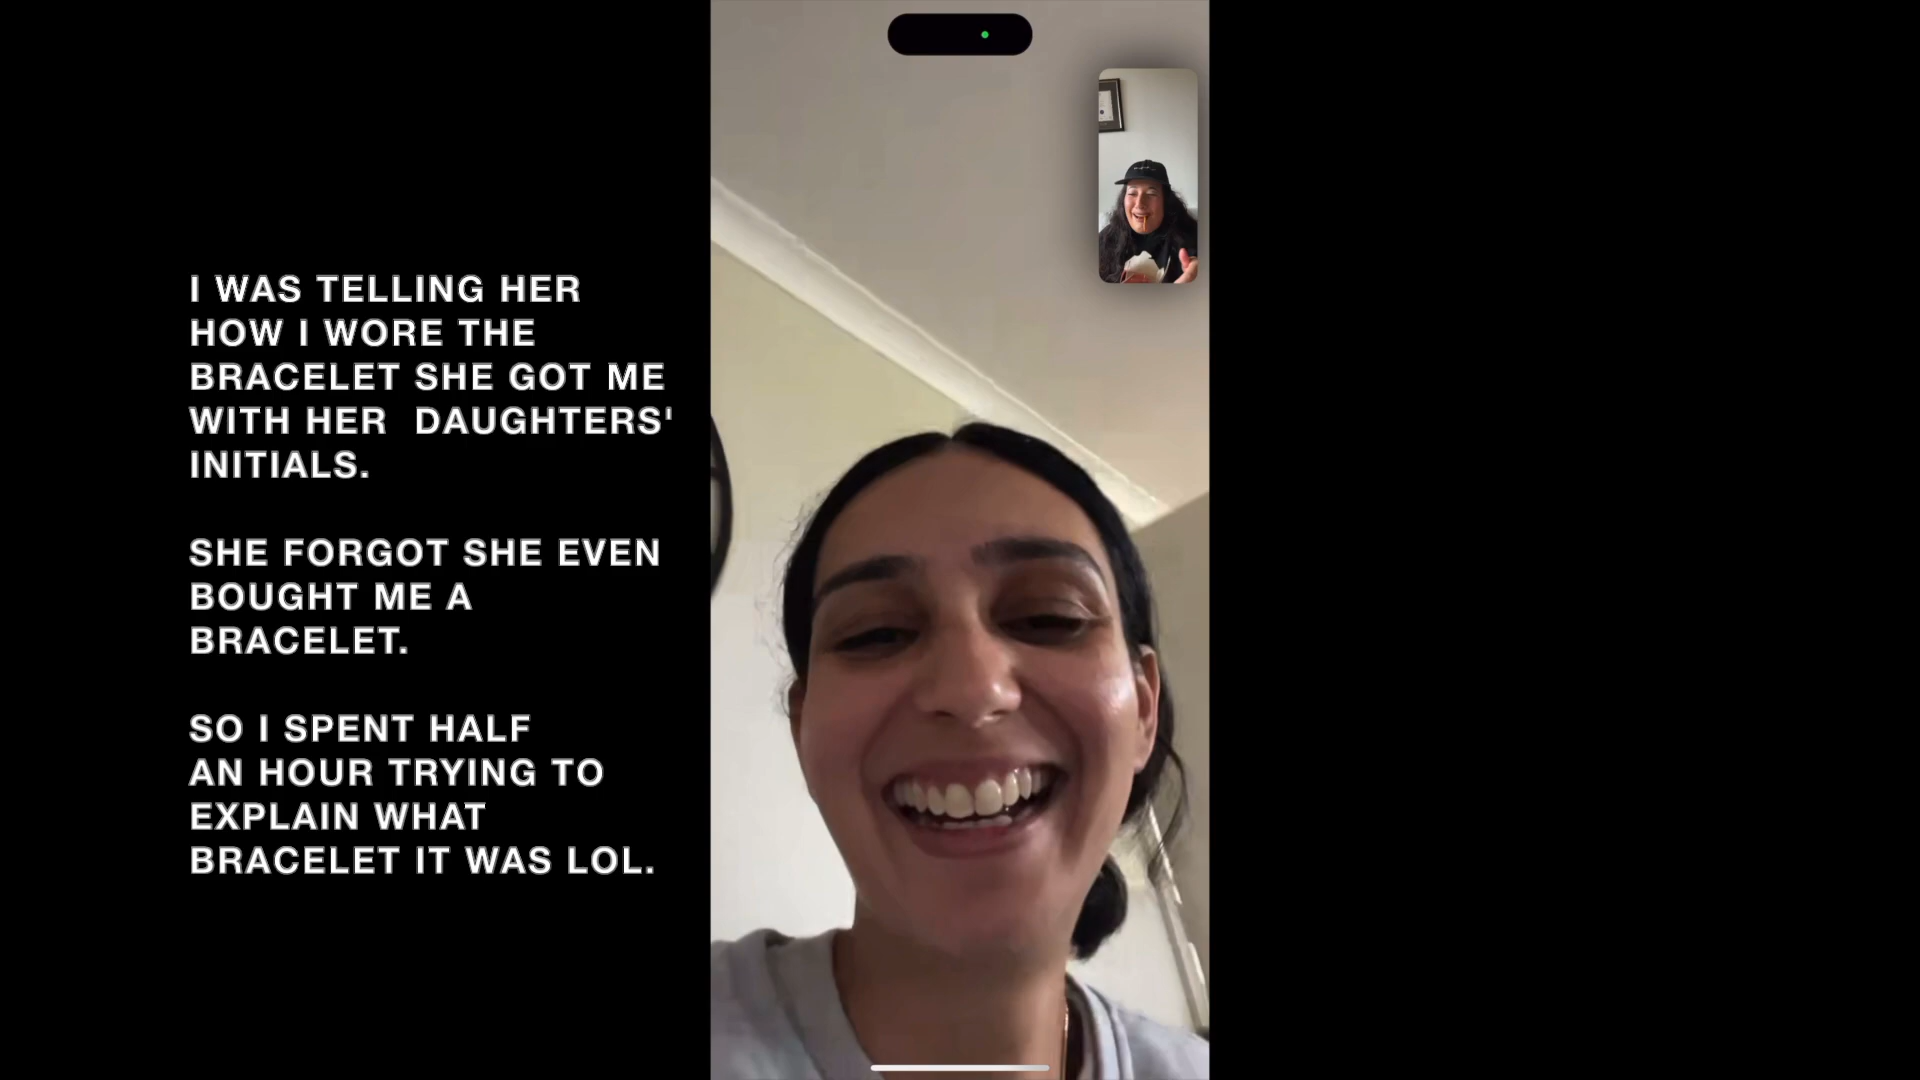 I WAS TELLING HER
HOW I WORE THE
BRACELET SHE GOT ME
WITH HER  DAUGHTERS'
INITIALS.
SHE FORGOT SHE EVEN
BOUGHT ME A
BRACELET.
SO I SPENT HALF
AN HOUR TRYING TO
EXPLAIN WHAT
BRACELET IT WAS LOL.